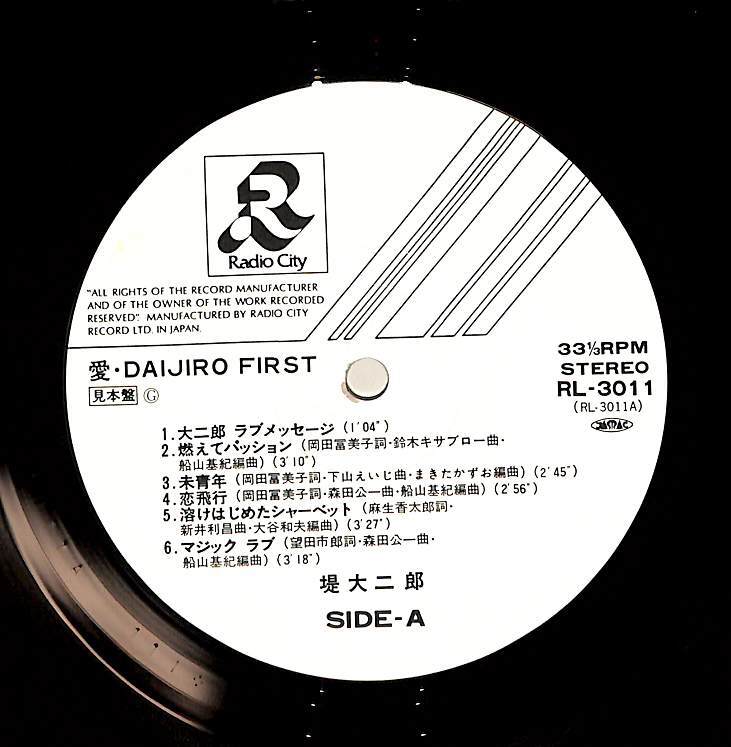 Radio City
"ALL RIGHTS OF THE RECORD MANUFACTURER
AND OF THE OWNER OF THE WORK RECORDED
RESERVED". MANUFACTURED BY RADIO CITY
RECORD LTD. IN JAPAN.
愛・DAIJIRO FIRST
見本盤 Ⓖ
33⅓RPM
STEREO
RL-3011
(RL-3011A)
JASRAC
1.大二郎 ラブメッセージ (1'04")
2.燃えてパッション (岡田冨美子詞・鈴木キサブロー曲・
船山基紀編曲) (3'10")
3.未青年 (岡田冨美子詞・下山えいじ曲・まきたかずお編曲) (2'45")
4.恋飛行 (岡田冨美子詞・森田公一曲・船山基紀編曲) (2'56")
5.溶けはじめたシャーベット (麻生香太郎詞・
新井利昌曲・大谷和夫編曲) (3'27")
6.マジック ラブ (望田市郎詞・森田公一曲・
船山基紀編曲) (3'18")
堤大二郎
SIDE-A